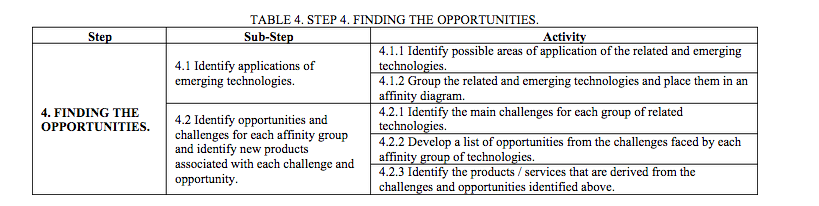 TABLE 4. STEP 4. FINDING THE OPPORTUNITIES.
Step Sub-Step Activity
4. FINDING THE
OPPORTUNITIES.
4.1 Identify applications of
emerging technologies.
4.1.1 Identify possible areas of application of the related and emerging
technologies.
4.1.2 Group the related and emerging technologies and place them in an
affinity diagram.
4.2 Identify opportunities and
challenges for each affinity group
and identify new products
associated with each challenge and
opportunity.
4.2.1 Identify the main challenges for each group of related
technologies.
4.2.2 Develop a list of opportunities from the challenges faced by each
affinity group of technologies.
4.2.3 Identify the products / services that are derived from the
challenges and opportunities identified above.